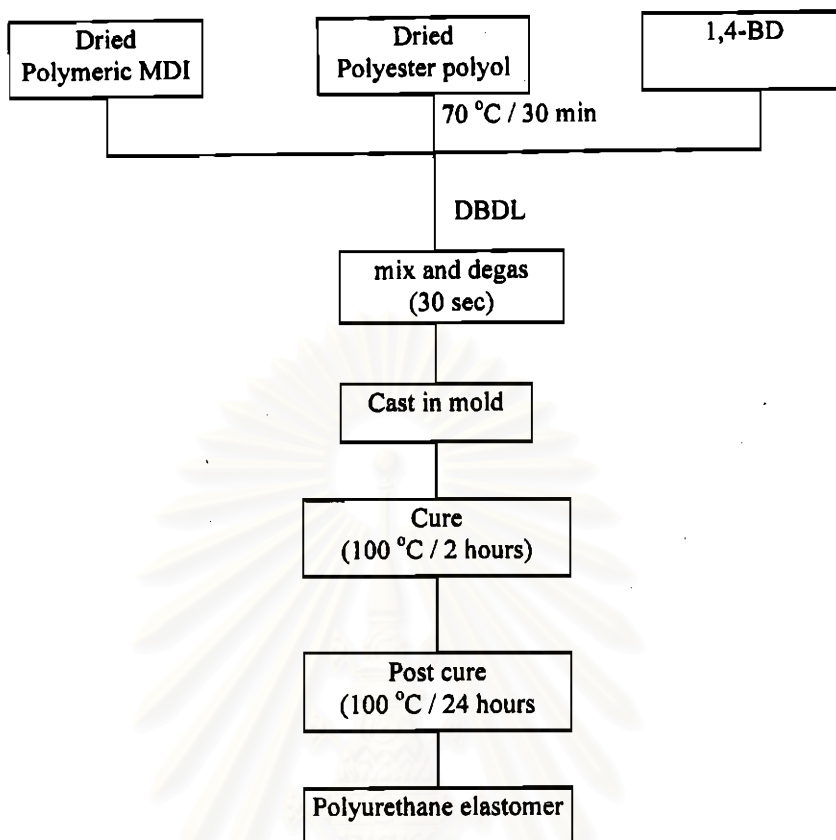 Dried
Polymeric MDI
Dried
Polyester polyol
1,4-BD
70 °C / 30 min
DBDL
mix and degas
(30 sec)
Cast in mold
Cure
(100 °C / 2 hours)
Post cure
(100 °C / 24 hours
Polyurethane elastomer